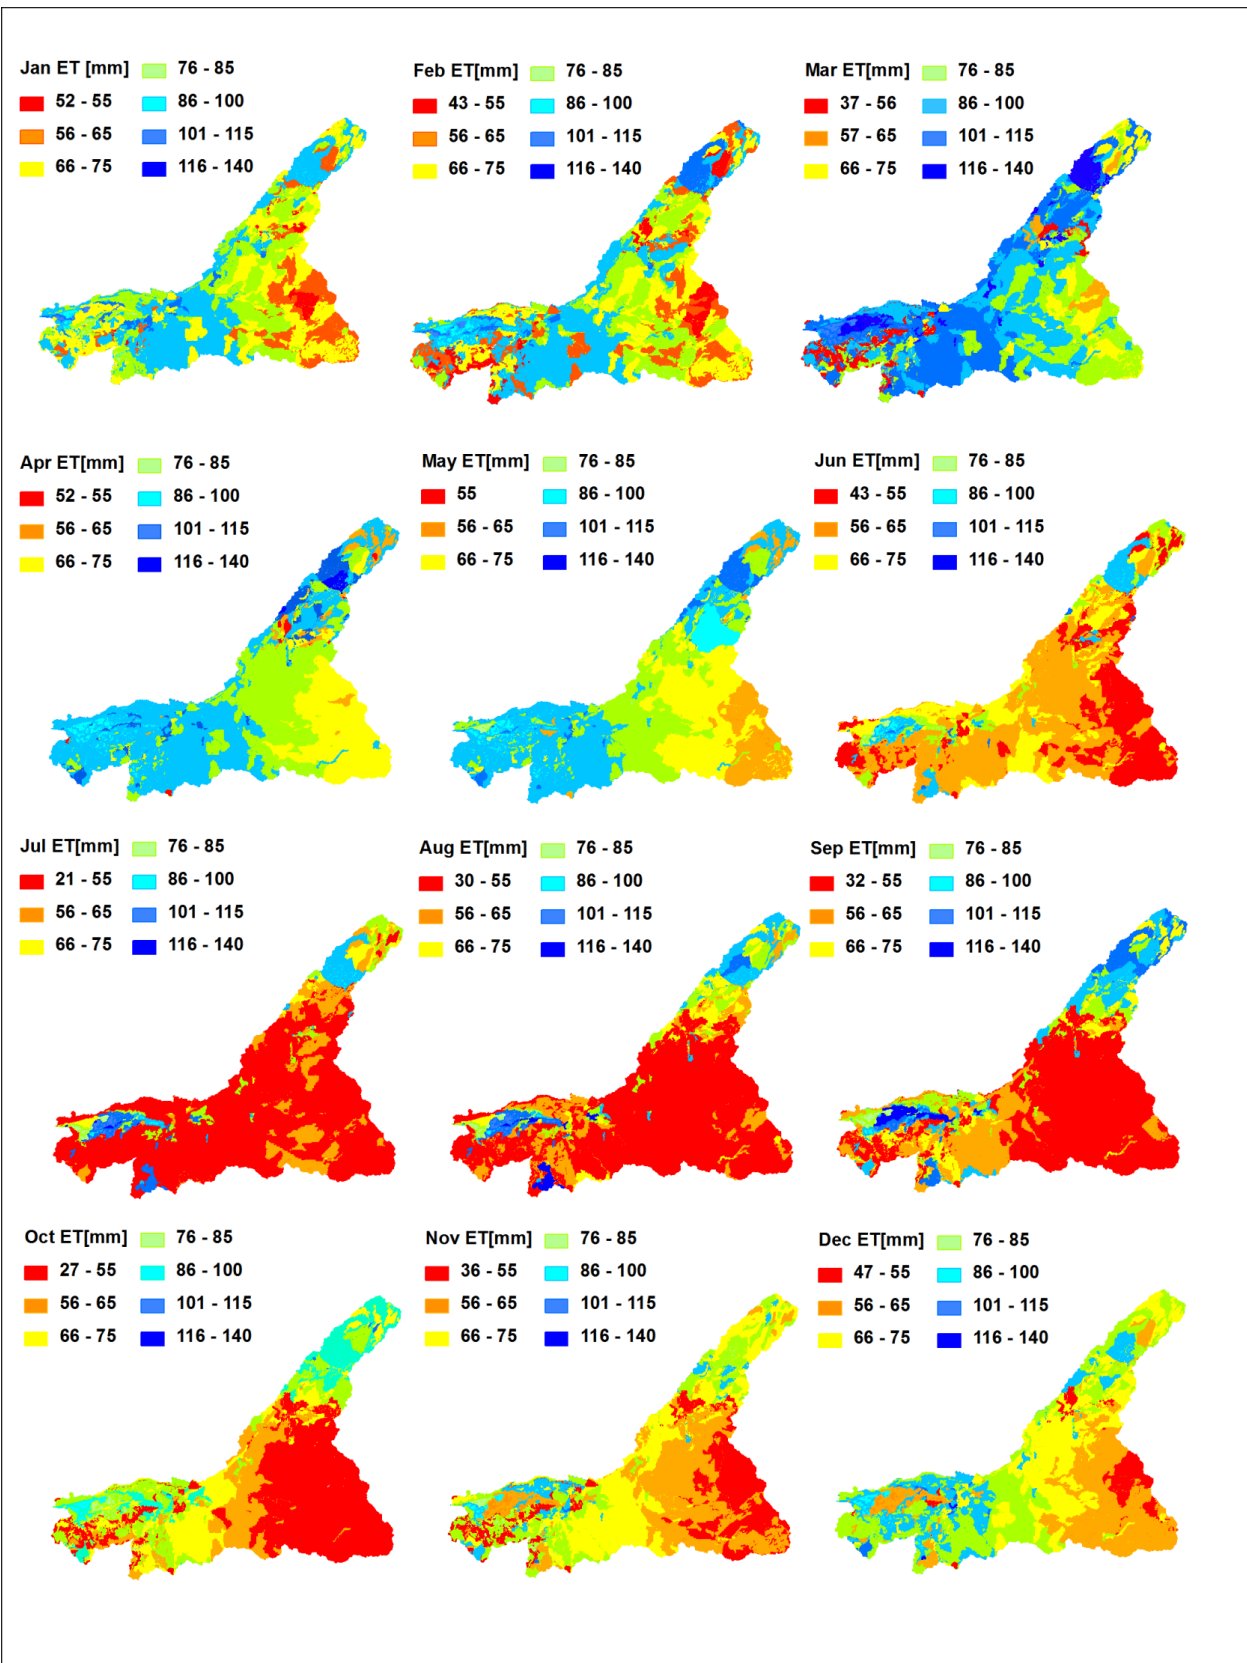 Jan ET [mm] 76 - 85
52 - 55 86 - 100
56 - 65 101 - 115
66 - 75 116 - 140
Feb ET[mm] 76 - 85
43 - 55 86 - 100
56 - 65 101 - 115
66 - 75 116 - 140
Mar ET[mm] 76 - 85
37 - 56 86 - 100
57 - 65 101 - 115
66 - 75 116 - 140
Apr ET[mm] 76 - 85
52 - 55 86 - 100
56 - 65 101 - 115
66 - 75 116 - 140
May ET[mm] 76 - 85
55 86 - 100
56 - 65 101 - 115
66 - 75 116 - 140
Jun ET[mm] 76 - 85
43 - 55 86 - 100
56 - 65 101 - 115
66 - 75 116 - 140
Jul ET[mm] 76 - 85
21 - 55 86 - 100
56 - 65 101 - 115
66 - 75 116 - 140
Aug ET[mm] 76 - 85
30 - 55 86 - 100
56 - 65 101 - 115
66 - 75 116 - 140
Sep ET[mm] 76 - 85
32 - 55 86 - 100
56 - 65 101 - 115
66 - 75 116 - 140
Oct ET[mm] 76 - 85
27 - 55 86 - 100
56 - 65 101 - 115
66 - 75 116 - 140
Nov ET[mm] 76 - 85
36 - 55 86 - 100
56 - 65 101 - 115
66 - 75 116 - 140
Dec ET[mm] 76 - 85
47 - 55 86 - 100
56 - 65 101 - 115
66 - 75 116 - 140